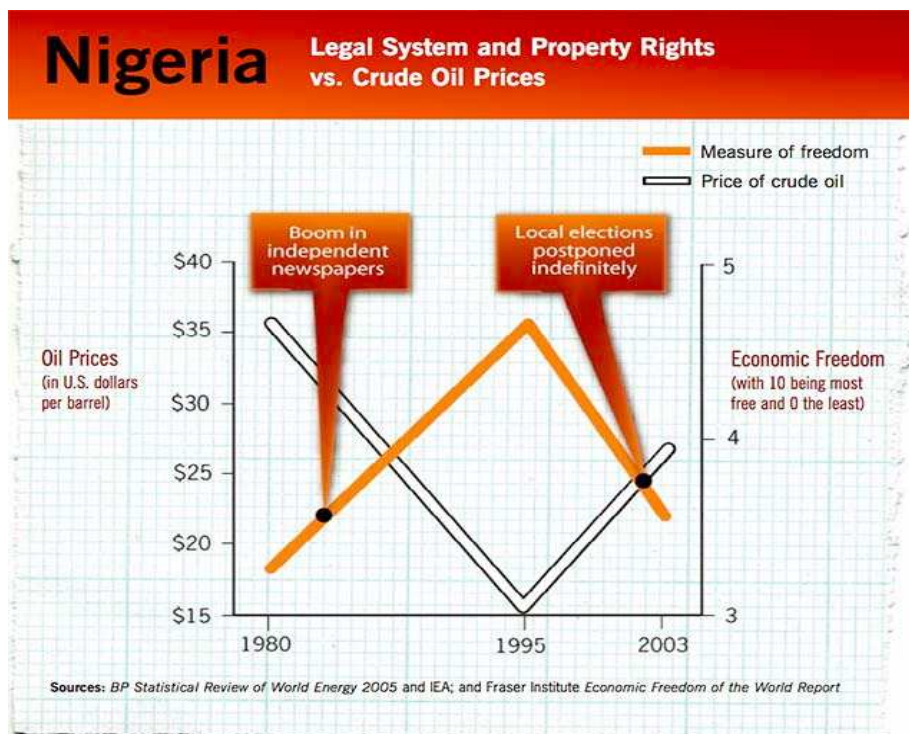 Nigeria
Legal System and Property Rights
vs. Crude Oil Prices
Measure of freedom
Price of crude oil
Boom in
independent
newspapers
Local elections
postponed
indefinitely
$40
$35
$30
$25
$20
$15
Oil Prices
(in U.S. dollars
per barrel)
5
4
3
Economic Freedom
(with 10 being most
free and 0 the least)
1980
1995
2003
Sources: BP Statistical Review of World Energy 2005 and IEA; and Fraser Institute Economic Freedom of the World Report